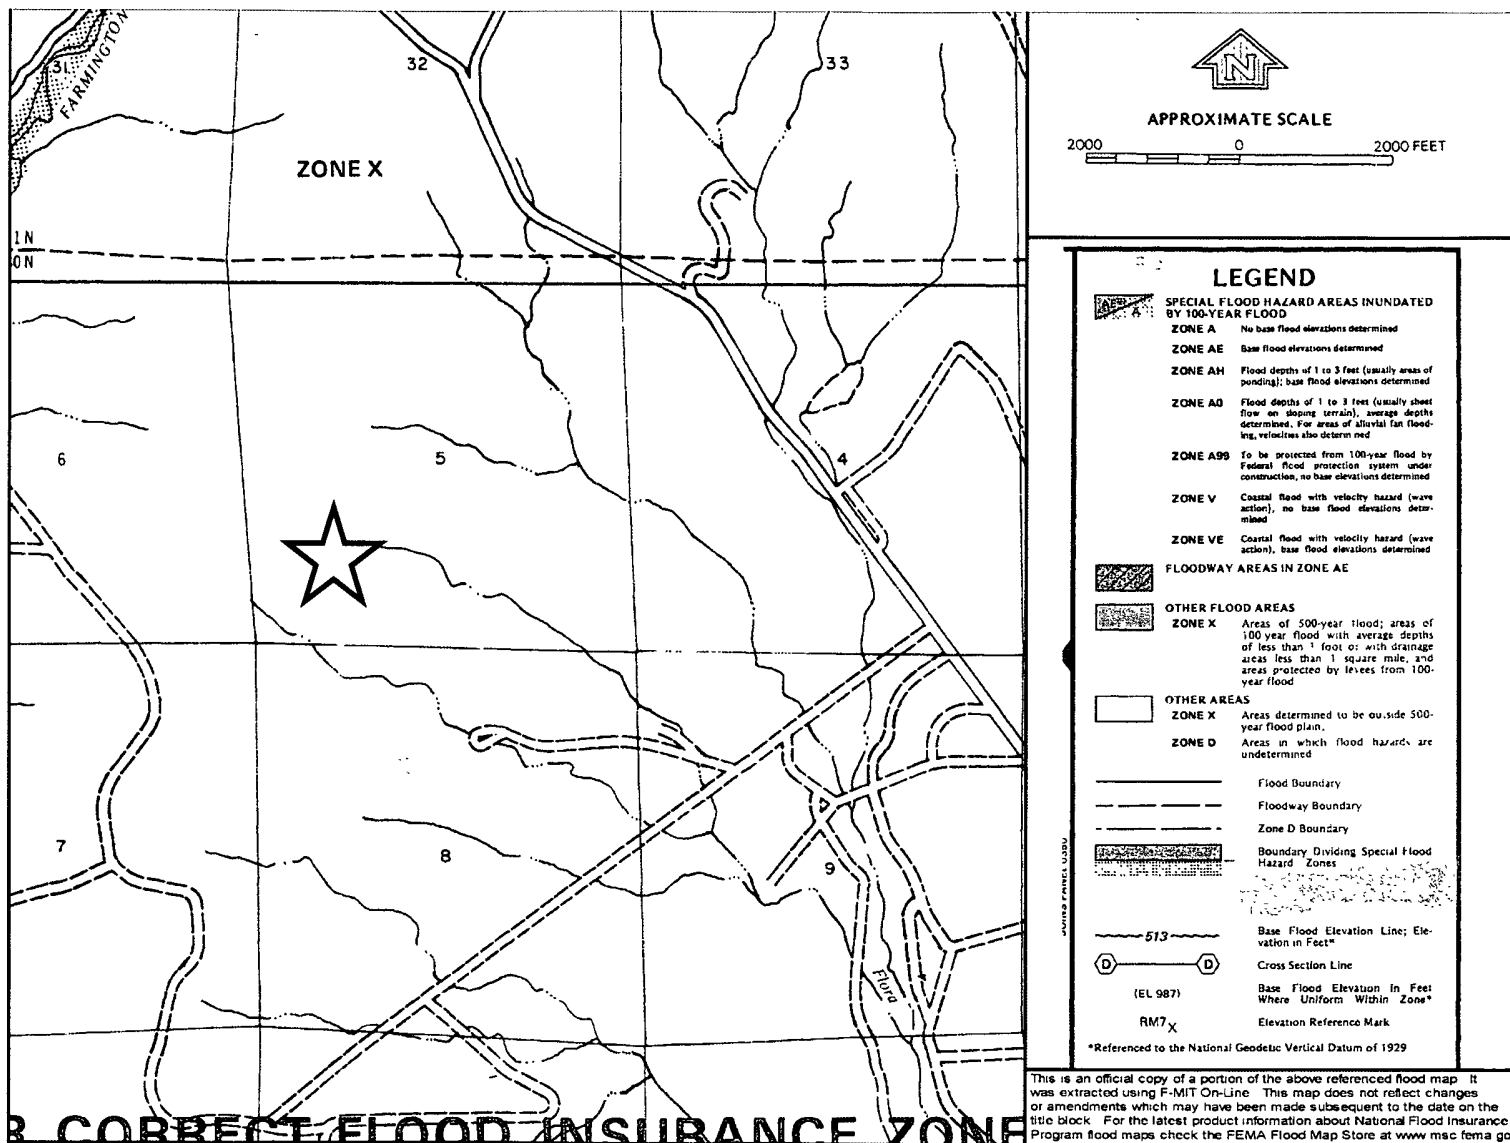 31
FARMINGTON
32
33
ZONE X
1 N
0 N
6
5
4
7
8
9
Flora
R CORRECT FLOOD INSURANCE ZONE
N
APPROXIMATE SCALE
2000 0 2000 FEET
LEGEND
SPECIAL FLOOD HAZARD AREAS INUNDATED
BY 100-YEAR FLOOD
ZONE A No base flood elevations determined
ZONE AE Base flood elevations determined
ZONE AH Flood depths of 1 to 3 feet (usually areas of
ponding); base flood elevations determined
ZONE AO Flood depths of 1 to 3 feet (usually sheet
flow on sloping terrain), average depths
determined. For areas of alluvial fan flood-
ing, velocities also determ ned
ZONE A99 To be protected from 100-year flood by
Federal flood protection system under
construction, no base elevations determined
ZONE V Coastal flood with velocity hazard (wave
action), no base flood elevations deter-
mined
ZONE VE Coastal flood with velocity hazard (wave
action), base flood elevations determined
FLOODWAY AREAS IN ZONE AE
OTHER FLOOD AREAS
ZONE X Areas of 500-year flood; areas of
100 year flood with average depths
of less than 1 foot or with drainage
areas less than 1 square mile, and
areas protected by levees from 100-
year flood
OTHER AREAS
ZONE X Areas determined to be outside 500-
year flood plain.
ZONE D Areas in which flood hazards are
undetermined
Flood Boundary
Floodway Boundary
Zone D Boundary
Boundary Dividing Special Flood
Hazard Zones
513 Base Flood Elevation Line; Ele-
vation in Feet*
D D Cross Section Line
(EL 987) Base Flood Elevation in Feet
Where Uniform Within Zone*
RM7X Elevation Reference Mark
*Referenced to the National Geodetic Vertical Datum of 1929
This is an official copy of a portion of the above referenced flood map It
was extracted using F-MIT On-Line This map does not reflect changes
or amendments which may have been made subsequent to the date on the
title block For the latest product information about National Flood Insurance
Program flood maps check the FEMA Flood Map Store at www msc fema go